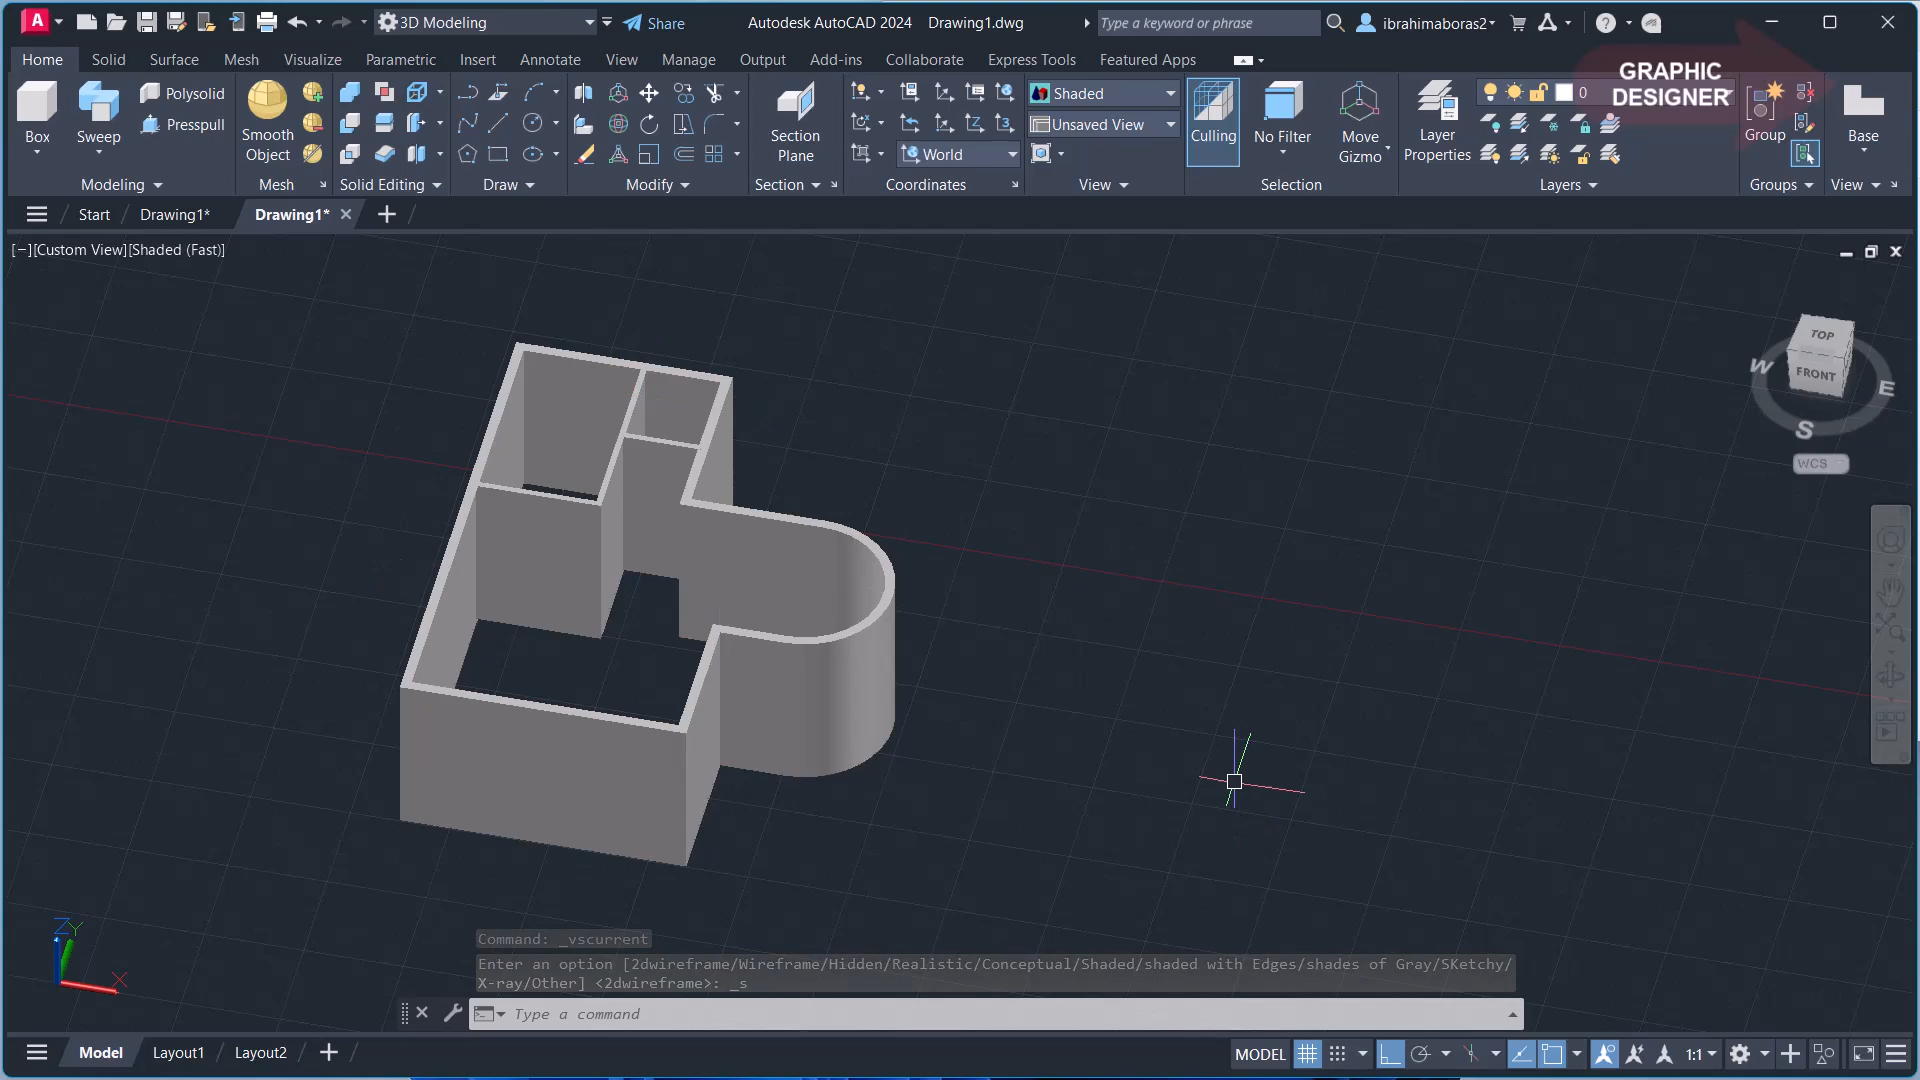 A 3D Modeling Share Autodesk AutoCAD 2024 Drawing1.dwg Type a keyword or phrase ibrahimaboras2
Home Solid Surface Mesh Parametric Visualize Insert Annotate View Manage Output Add-ins Collaborate Express Tools Featured Apps
GRAPHIC
DESIGNER
Box
Sweep
Polysolid
Presspull
Modeling
Smooth
Object
Mesh
Solid Editing
Draw
Modify
Section
Plane
Section
World
Coordinates
Shaded
Unsaved View
View
Culling
No Filter
Move
Gizmo
Selection
Layer
Properties
0
Layers
Group
Groups
Base
View
Start Drawing1* Drawing1*
[−][Custom View][Shaded (Fast)]
TOP
FRONT
W
E
S
WCS
Z
Y
X
Command: _vscurrent
Enter an option [2dwireframe/Wireframe/Hidden/Realistic/Conceptual/Shaded/shaded with Edges/shades of Gray/SKetchy/
X-ray/Other] <2dwireframe>: _s
Type a command
Model Layout1 Layout2 MODEL 1:1